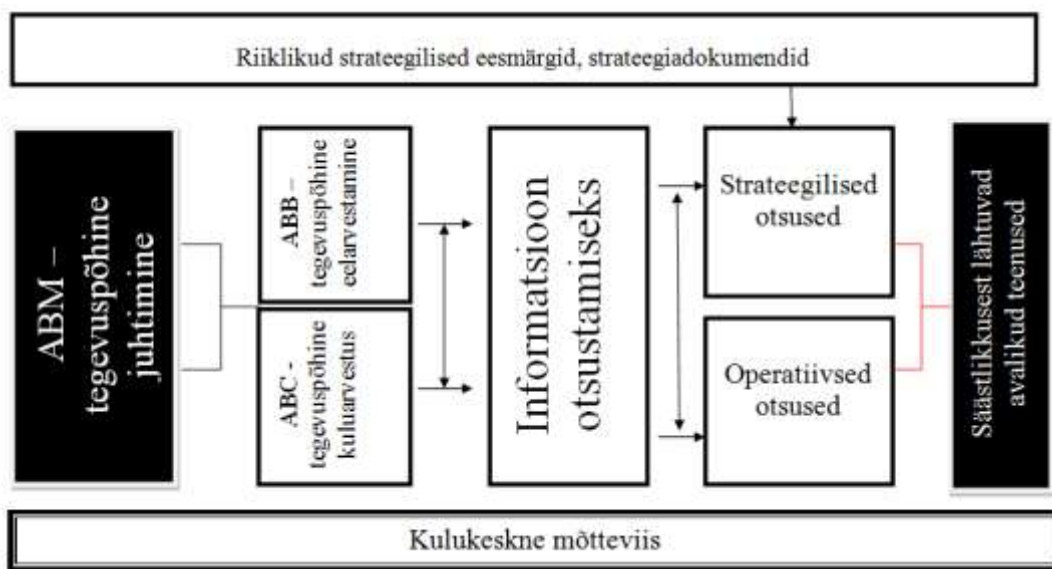 Riiklikud strateegilised eesmärgid, strateegiadokumendid
ABM –
tegevuspõhine
juhtimine
ABB –
tegevuspõhine
eelarvestamine
ABC -
tegevuspõhine
kuluarvestus
Informatsioon
otsustamiseks
Strateegilised
otsused
Operatiivsed
otsused
Säästlikkusest lähtuvad
avalikud teenused
Kulukeskne mõtteviis